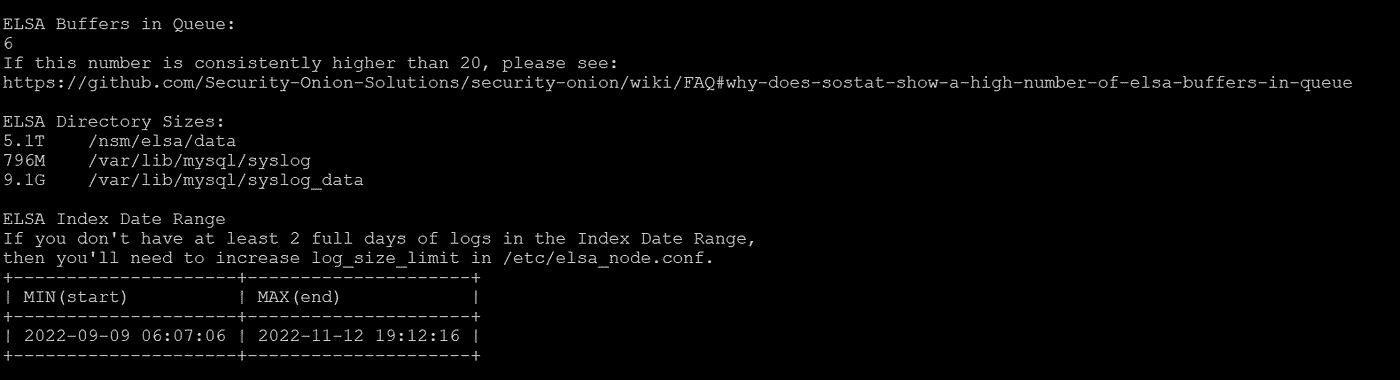 ELSA Buffers in Queue:
6
If this number is consistently higher than 20, please see:
https://github.com/Security-Onion-Solutions/security-onion/wiki/FAQ#why-does-sostat-show-a-high-number-of-elsa-buffers-in-queue

ELSA Directory Sizes:
5.1T    /nsm/elsa/data
796M    /var/lib/mysql/syslog
9.1G    /var/lib/mysql/syslog_data

ELSA Index Date Range
If you don't have at least 2 full days of logs in the Index Date Range,
then you'll need to increase log_size_limit in /etc/elsa_node.conf.
+---------------------+---------------------+
| MIN(start)          | MAX(end)            |
+---------------------+---------------------+
| 2022-09-09 06:07:06 | 2022-11-12 19:12:16 |
+---------------------+---------------------+